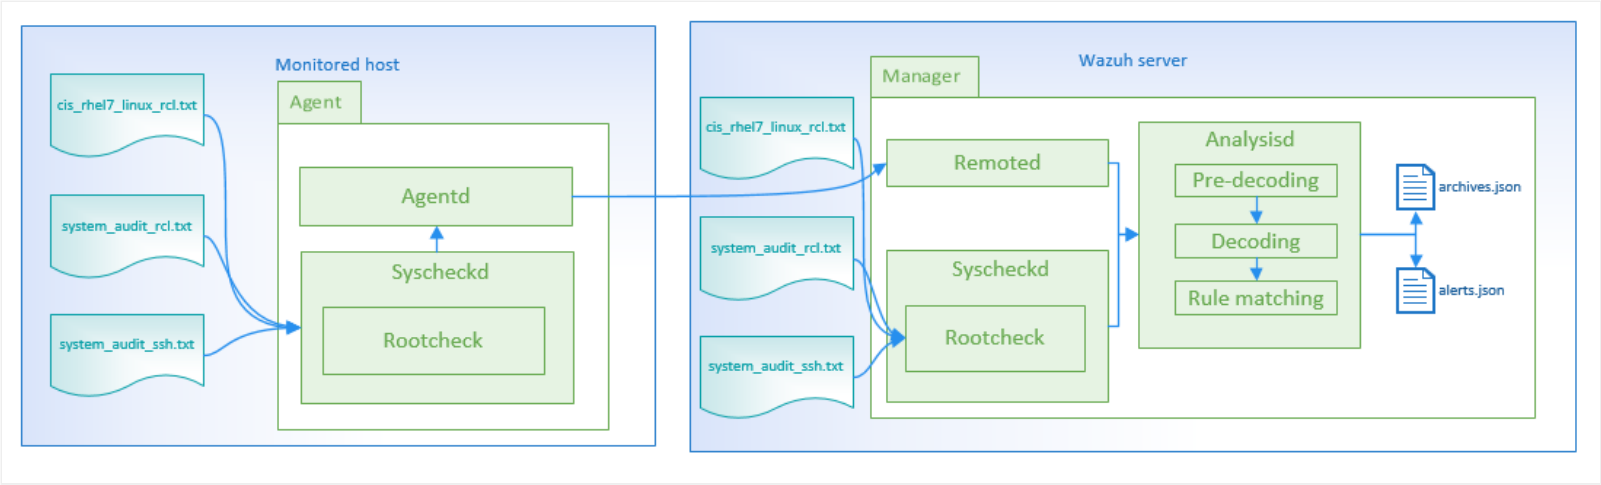 Monitored host
cis_rhel7_linux_rcl.txt
system_audit_rcl.txt
system_audit_ssh.txt
Agent
Agentd
Syscheckd
Rootcheck
Wazuh server
cis_rhel7_linux_rcl.txt
system_audit_rcl.txt
system_audit_ssh.txt
Manager
Remoted
Syscheckd
Rootcheck
Analysisd
Pre-decoding
Decoding
Rule matching
archives.json
alerts.json